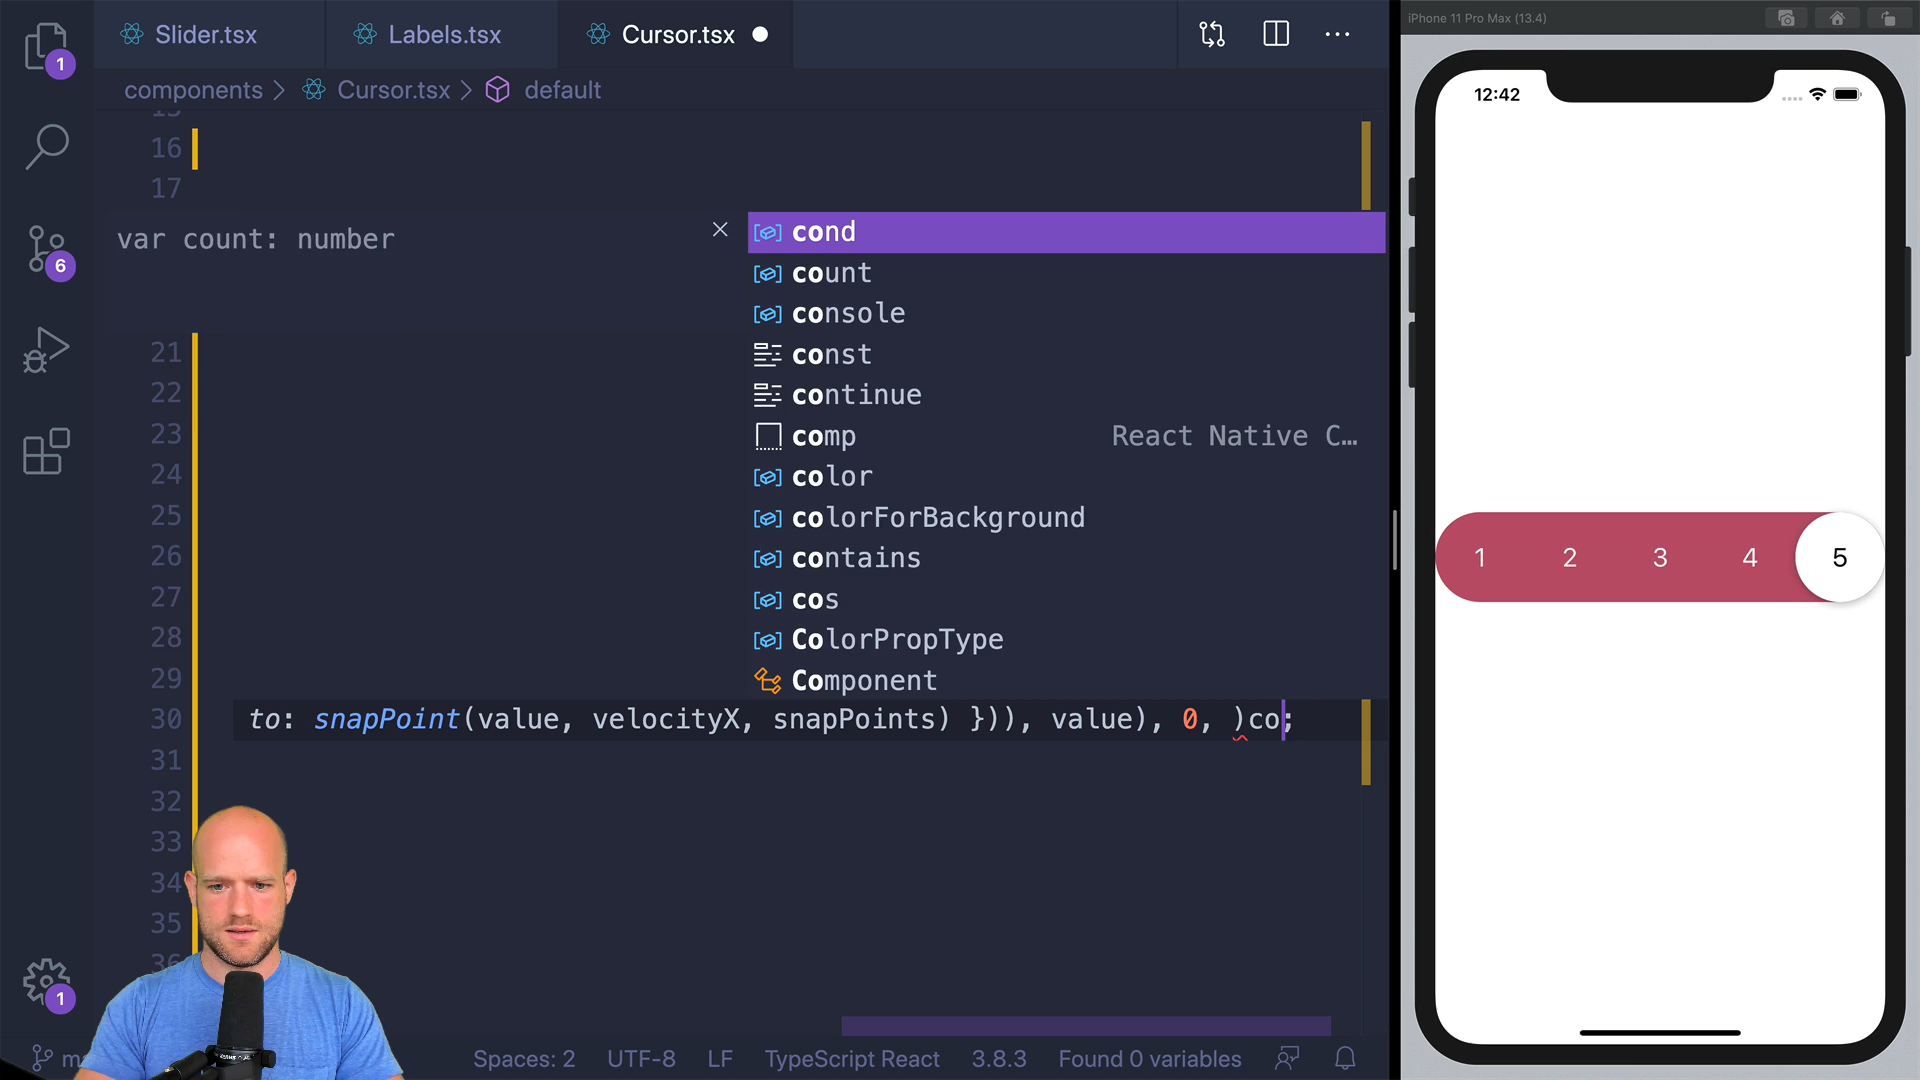 Slider.tsx
Labels.tsx
Cursor.tsx
iPhone 11 Pro Max (13.4)
1
components
Cursor.tsx
default
12:42
16
17
var count: number
cond
6
count
console
21
const
22
continue
23
comp
React Native C…
24
color
25
colorForBackground
26
contains
1
2
3
4
5
27
cos
28
ColorPropType
29
Component
30
to: snapPoint(value, velocityX, snapPoints) })), value), 0, )co;
31
32
33
34
35
36
1
Spaces: 2
UTF-8
LF
TypeScript React
3.8.3
Found 0 variables